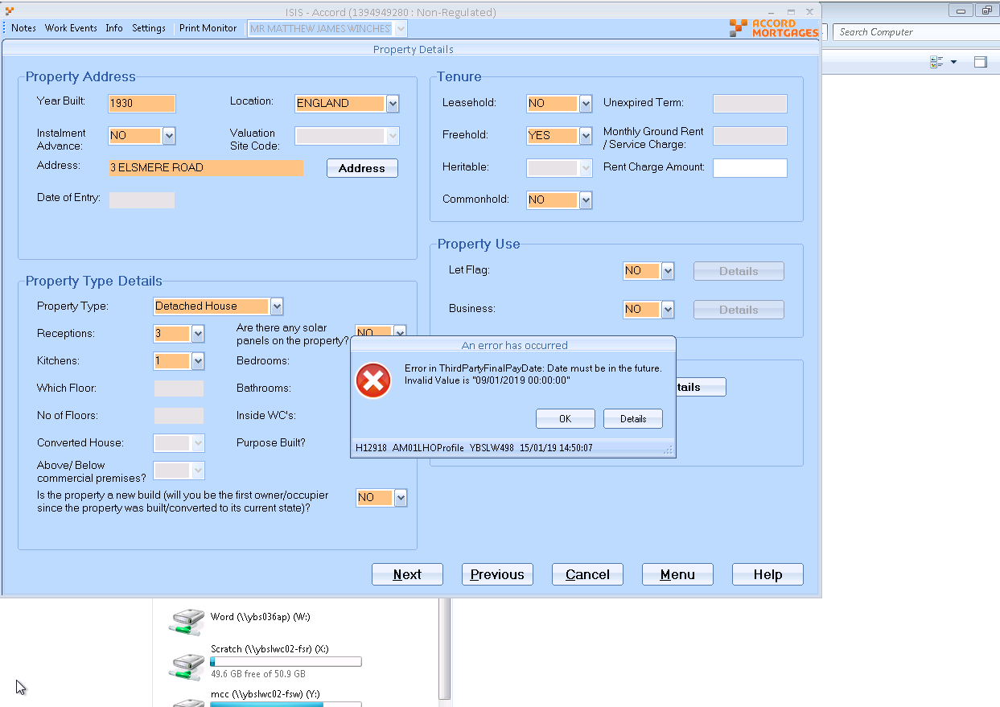 ISIS - Accord (1394949280 : Non-Regulated)
Notes Work Events Info Settings Print Monitor MR MATTHEW JAMES WINCHEST
ACCORD
MORTGAGES
Search Computer
Property Details
Property Address
Year Built: 1930 Location: ENGLAND
Instalment
Advance: NO
Valuation
Site Code:
Address: 3 ELSMERE ROAD Address
Date of Entry:
Tenure
Leasehold: NO Unexpired Term:
Freehold: YES
Monthly Ground Rent
/ Service Charge:
Heritable: Rent Charge Amount:
Commonhold: NO
Property Use
Let Flag: NO Details
Business: NO Details
Property Type Details
Property Type: Detached House
Receptions: 3
Are there any solar
panels on the property? NO
Kitchens: 1 Bedrooms:
Which Floor: Bathrooms:
No of Floors: Inside WC's:
Converted House: Purpose Built?
Above/ Below
commercial premises?
Is the property a new build (will you be the first owner/occupier
since the property was built/converted to its current state)? NO
tails
An error has occurred
Error in ThirdPartyFinalPayDate: Date must be in the future.
Invalid Value is "09/01/2019 00:00:00"
OK Details
H12918 AM01LHOProfile YBSLW498 15/01/19 14:50:07
Next Previous Cancel Menu Help
Word (\\ybs036ap) (W:)
Scratch (\\ybslwc02-fsr) (X:)
49.6 GB free of 50.9 GB
mcc (\\ybslwc02-fsw) (Y:)